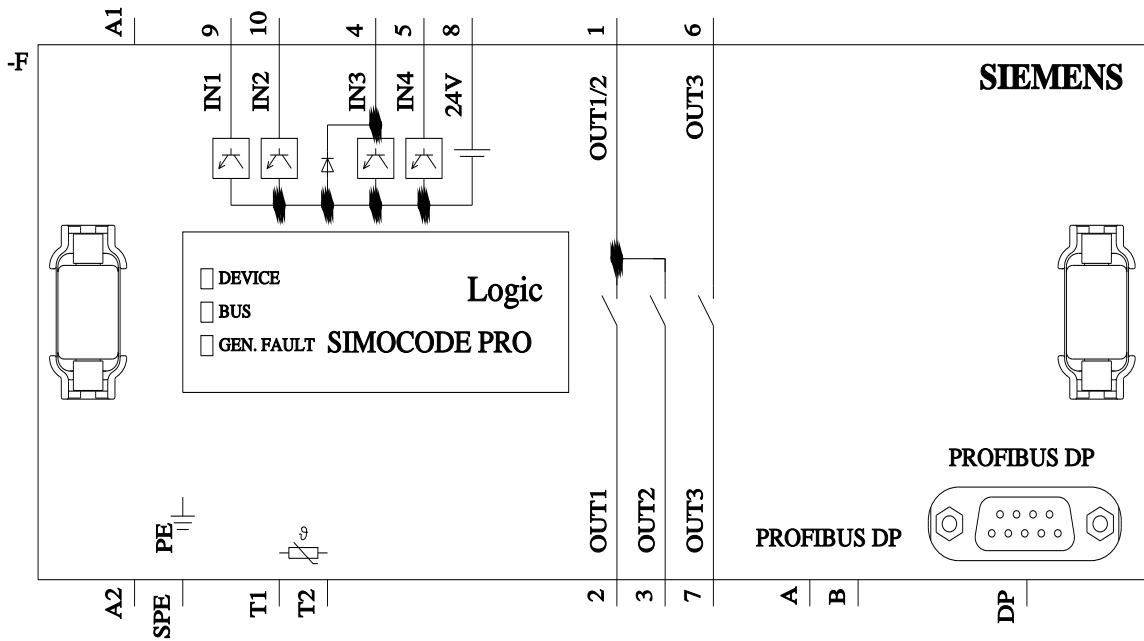 A1
9
10
4
5
8
1
6
-F
IN1
IN2
IN3
IN4
24V
OUT1/2
OUT3
SIEMENS
DEVICE
BUS
GEN. FAULT
Logic
SIMOCODE PRO
PROFIBUS DP
PE
ϑ
OUT1
OUT2
OUT3
PROFIBUS DP
A2
SPE
T1
T2
2
3
7
A
B
DP